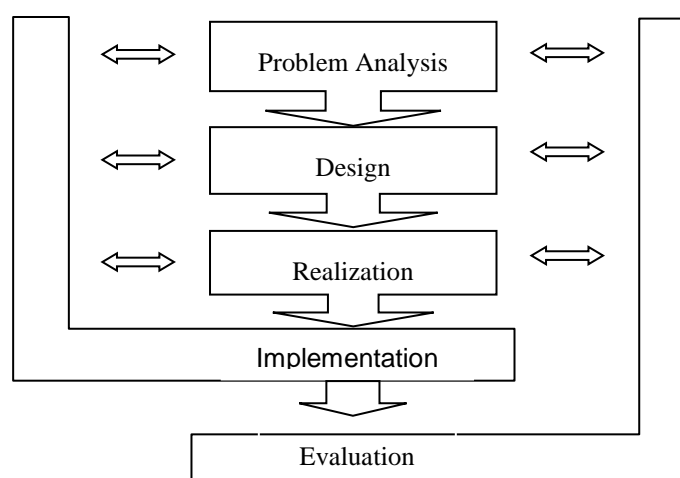 Problem Analysis
Design
Realization
Implementation
Evaluation